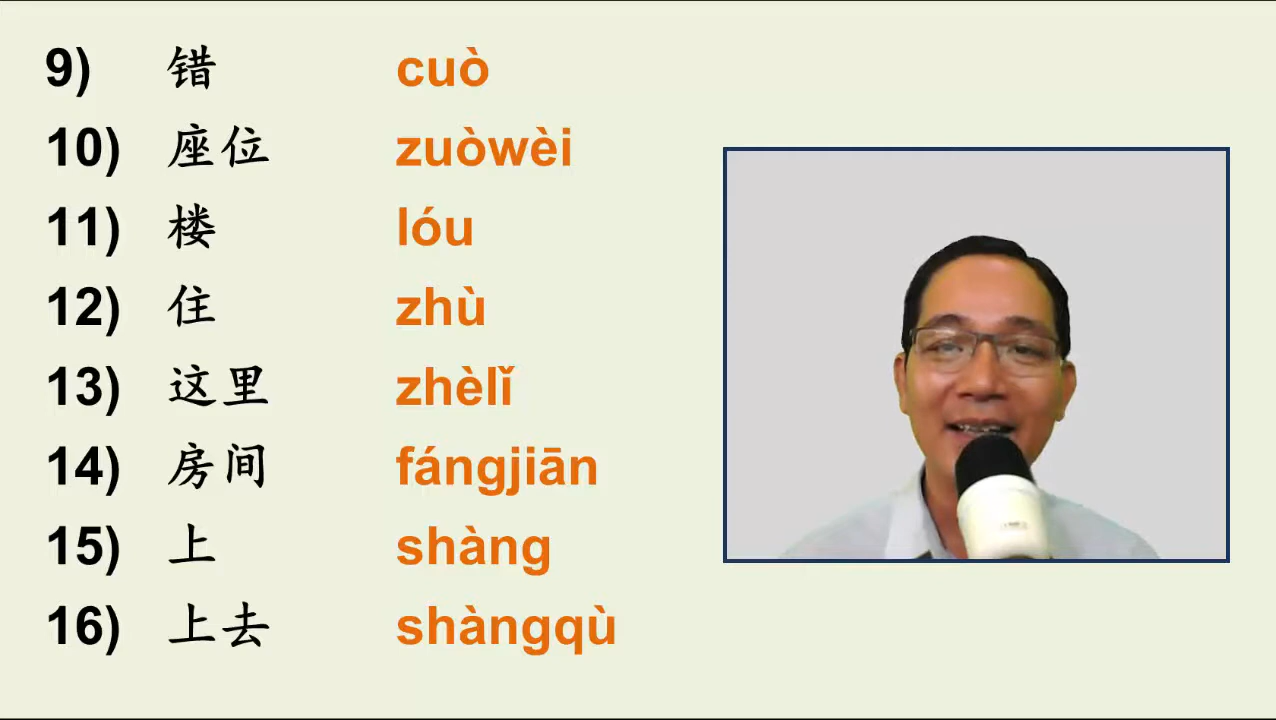 9) 错 cuò
10) 座位 zuòwèi
11) 楼 lóu
12) 住 zhù
13) 这里 zhèlǐ
14) 房间 fángjiān
15) 上 shàng
16) 上去 shàngqù